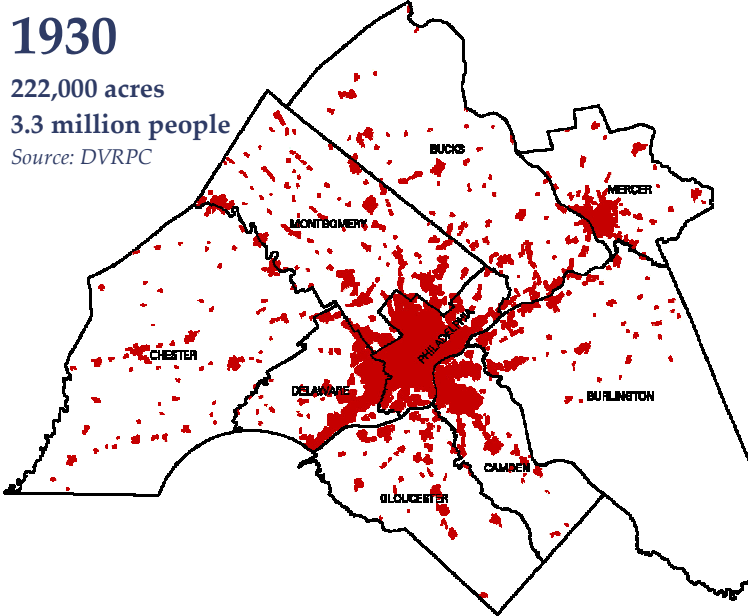 1930
222,000 acres
3.3 million people
Source: DVRPC
BUCKS
MERCER
MONTGOMERY
PHILADELPHIA
CHESTER
DELAWARE
BURLINGTON
CAMDEN
GLOUCESTER